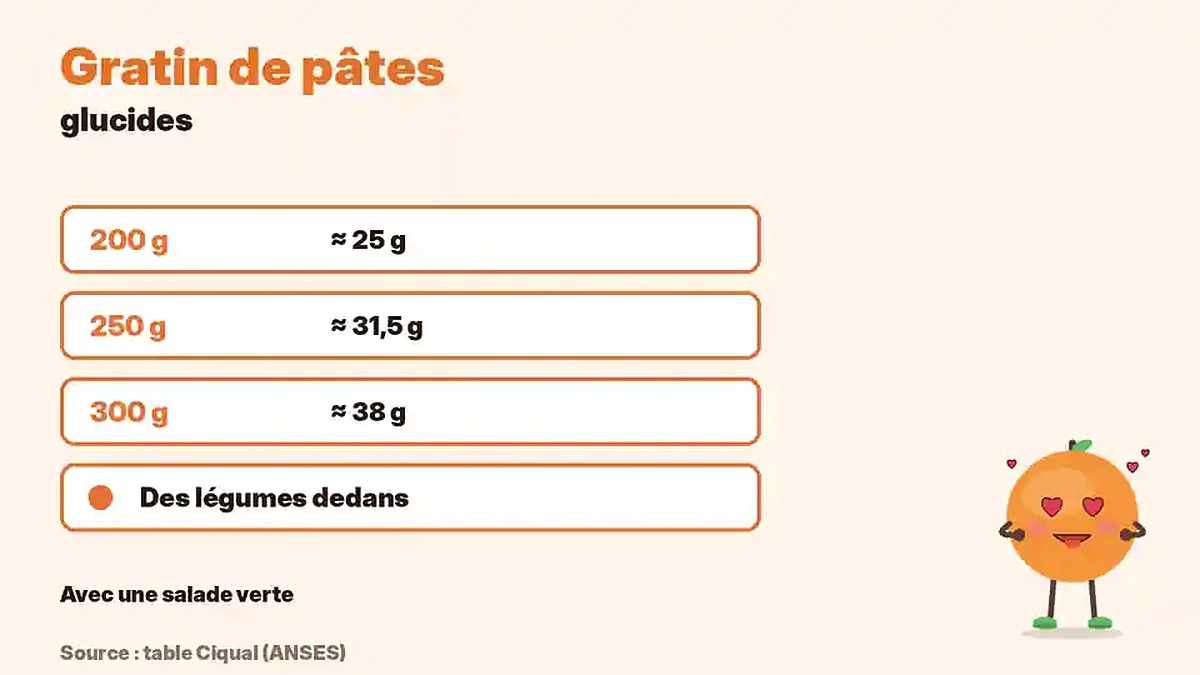 Gratin de pâtes
glucides
200 g ≈ 25 g
250 g ≈ 31,5 g
300 g ≈ 38 g
Des légumes dedans
Avec une salade verte
Source : table Ciqual (ANSES)